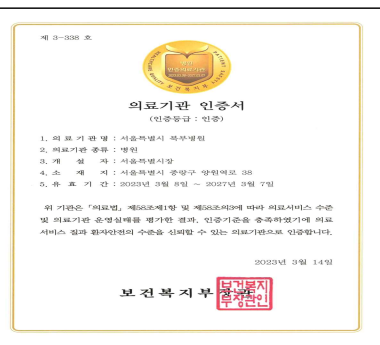 제 3-338 호
의료기관 인증서
(인증등급 : 인증)
1. 의 료 기 관 명 : 서울특별시 북부병원
2. 의료기관 종류 : 병원
3. 개 설 자 : 서울특별시장
4. 소 재 지 : 서울특별시 중랑구 양원역로 38
5. 유 효 기 간 : 2023년 3월 8일 ~ 2027년 3월 7일
위 기관은 「의료법」 제58조제1항 및 제58조의3에 따라 의료서비스 수준
및 의료기관 운영실태를 평가한 결과, 인증기준을 충족하였기에 의료
서비스 질과 환자안전의 수준을 신뢰할 수 있는 의료기관으로 인증합니다.
2023년 3월 14일
보건복지부장관